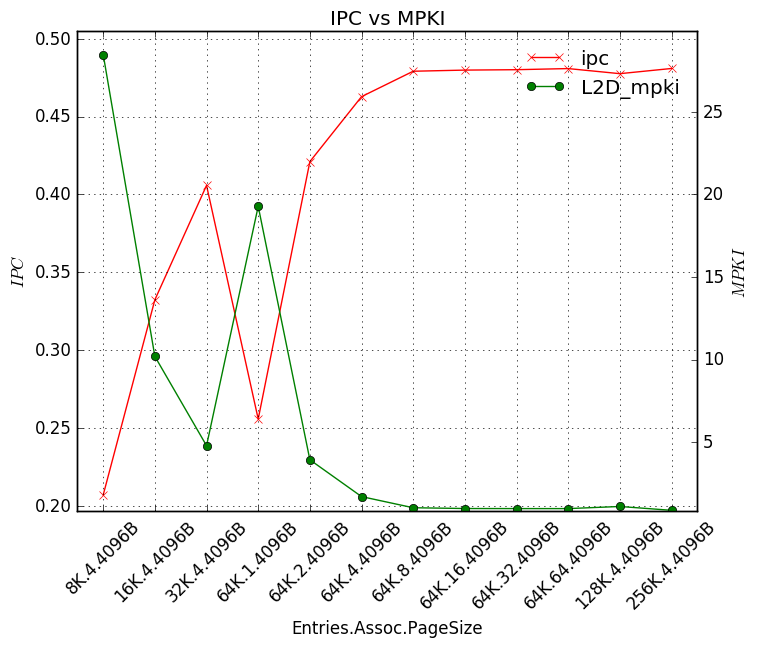 IPC vs MPKI
ipc
L2D_mpki
0.50
0.45
0.40
0.35
0.30
0.25
0.20
IPC
25
20
15
10
5
MPKI
8K.4.4096B
16K.4.4096B
32K.4.4096B
64K.1.4096B
64K.2.4096B
64K.4.4096B
64K.8.4096B
64K.16.4096B
64K.32.4096B
64K.64.4096B
128K.4.4096B
256K.4.4096B
Entries.Assoc.PageSize